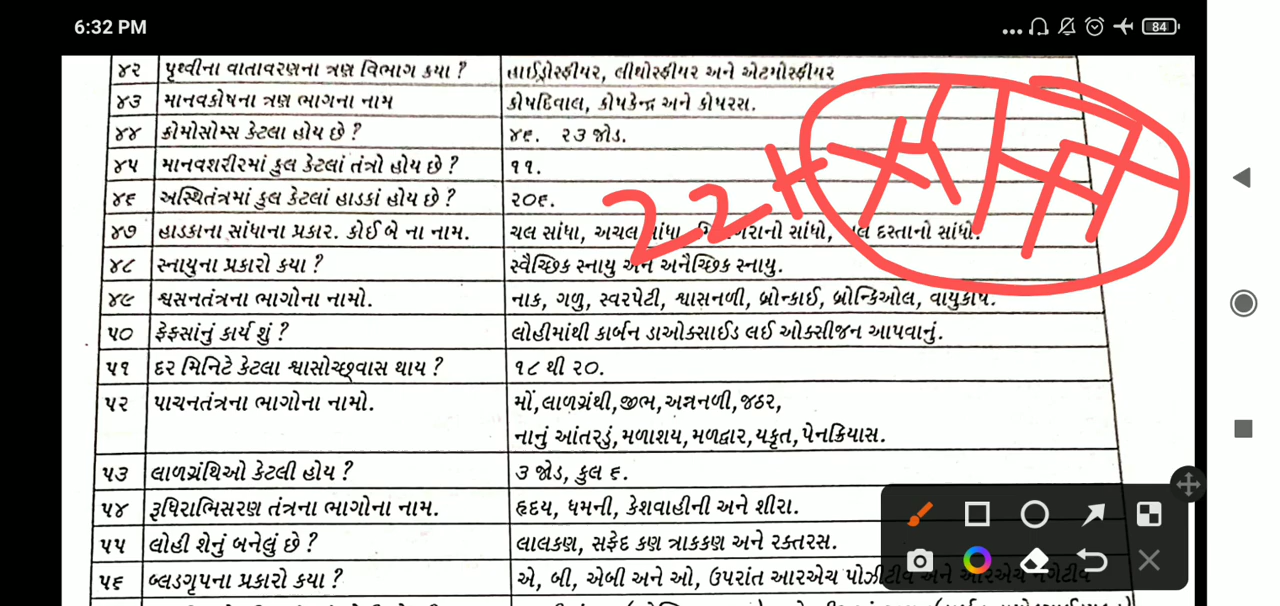 6:32 PM
84
૪૨ પૃથ્વીના વાતાવરણના ત્રણ વિભાગ કયા ? હાઈડ્રોસ્ફીયર, લીથોસ્ફીયર અને એટમોસ્ફીયર
૪૩ માનવકોષના ત્રણ ભાગના નામ કોષદિવાલ, કોષકેન્દ્ર અને કોષરસ.
૪૪ ક્રોમોસોમ્સ કેટલા હોય છે ? ૪૬. ૨૩ જોડ.
૪૫ માનવશરીરમાં કુલ કેટલાં તંત્રો હોય છે ? ૧૧.
22+
૪૬ અસ્થિતંત્રમાં કુલ કેટલાં હાડકાં હોય છે ? ૨૦૬.
૪૭ હાડકાના સાંધાના પ્રકાર. કોઈ બે ના નામ. ચલ સાંધા, અચલ સાંધા, સાંધો, દસ્તાનો સાંધો.
૪૮ સ્નાયુના પ્રકારો કયા ? સ્વૈચ્છિક સ્નાયુ અને અનૈચ્છિક સ્નાયુ.
૪૯ શ્વસનતંત્રના ભાગોના નામો. નાક, ગળુ, સ્વરપેટી, શ્વાસનળી, બ્રોન્કાઈ, બ્રોન્કિઓલ, વાયુકોષ.
૫૦ ફેફસાંનું કાર્ય શું ? લોહીમાંથી કાર્બન ડાઓક્સાઈડ લઈ ઓક્સીજન આપવાનું.
૫૧ દર મિનિટે કેટલા શ્વાસોચ્છ્વાસ થાય ? ૧૮ થી ૨૦.
૫૨ પાચનતંત્રના ભાગોના નામો. મોં, લાળગ્રંથી, જીભ, અન્નનળી, જઠર,
નાનું આંતરડું, મળાશય, મળદ્વાર, યકૃત, પેનક્રિયાસ.
૫૩ લાળગ્રંથિઓ કેટલી હોય ? ૩ જોડ, કુલ ૬.
૫૪ રૂધિરાભિસરણ તંત્રના ભાગોના નામ. હૃદય, ધમની, કેશવાહીની અને શીરા.
૫૫ લોહી શેનું બનેલું છે ? લાલકણ, સફેદ કણ ત્રાકકણ અને રક્તરસ.
૫૬ બ્લડગૃપના પ્રકારો કયા ? એ, બી, એબી અને ઓ, ઉપરાંત આરએચ પોઝીટીવ અને આરએચ નેગેટીવ